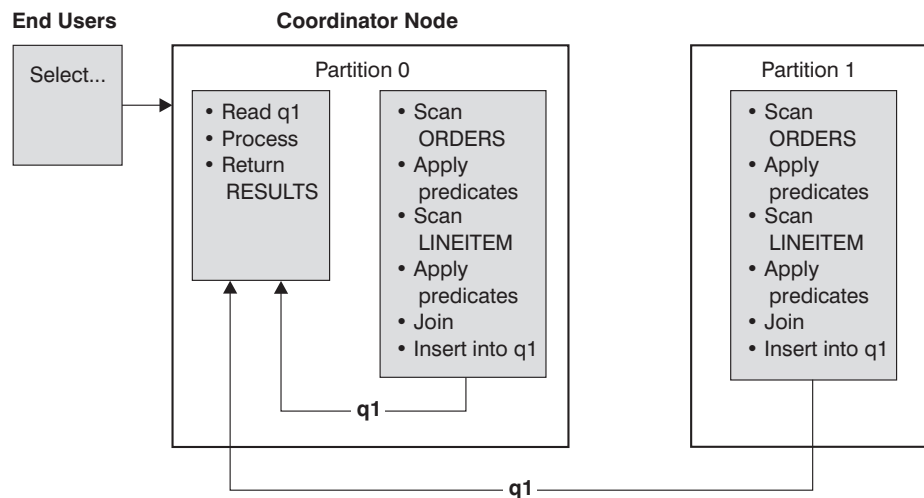 End Users
Coordinator Node
Select...
Partition 0
• Read q1
• Process
• Return
RESULTS
• Scan
ORDERS
• Apply
predicates
• Scan
LINEITEM
• Apply
predicates
• Join
• Insert into q1
Partition 1
• Scan
ORDERS
• Apply
predicates
• Scan
LINEITEM
• Apply
predicates
• Join
• Insert into q1
q1
q1